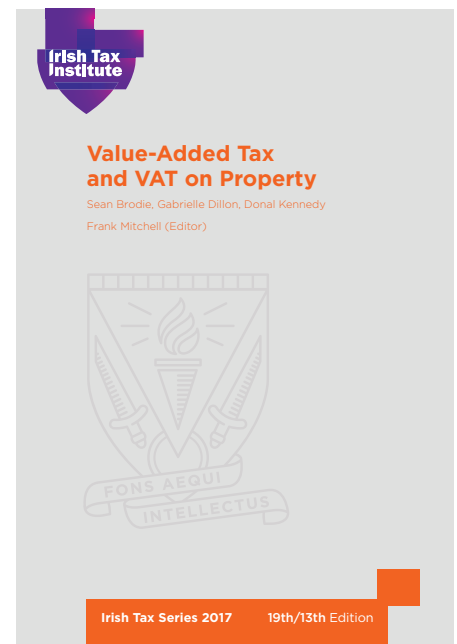 Irish Tax
Institute
Value-Added Tax
and VAT on Property
Sean Brodie, Gabrielle Dillon, Donal Kennedy
Frank Mitchell (Editor)
FONS AEQUI
INTELLECTUS
Irish Tax Series 2017 19th/13th Edition